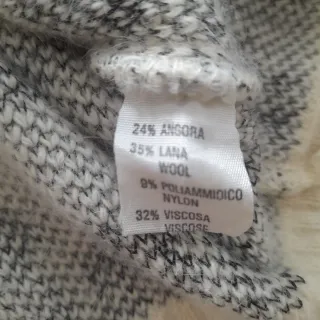 24% ANGORA
35% LANA
WOOL
9% POLIAMMIDICO
NYLON
32% VISCOSA
VISCOSE